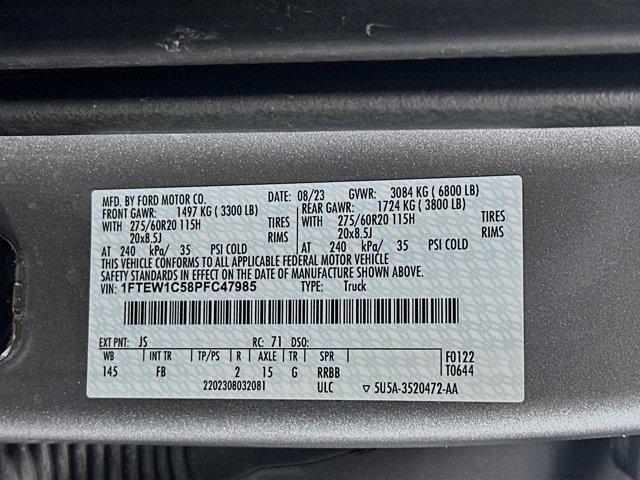 MFD. BY FORD MOTOR CO. DATE: 08/23 GVWR: 3084 KG ( 6800 LB)
FRONT GAWR: 1497 KG ( 3300 LB) REAR GAWR: 1724 KG ( 3800 LB)
WITH 275/60R20 115H TIRES WITH 275/60R20 115H TIRES
20x8.5J RIMS 20x8.5J RIMS
AT 240 kPa/ 35 PSI COLD AT 240 kPa/ 35 PSI COLD
THIS VEHICLE CONFORMS TO ALL APPLICABLE FEDERAL MOTOR VEHICLE
SAFETY STANDARDS IN EFFECT ON THE DATE OF MANUFACTURE SHOWN ABOVE.
VIN: 1FTEW1C58PFC47985 TYPE: Truck
EXT PNT: JS RC: 71 DSO:
WB INT TR TP/PS R AXLE TR SPR F0122
145 FB 2 15 G RRBB T0644
2202308032081 ULC 5U5A-3520472-AA